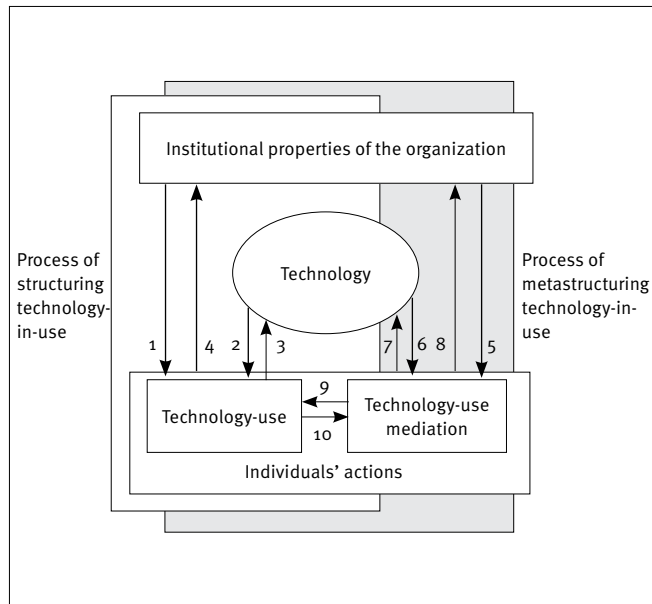 Institutional properties of the organization
Process of
structuring
technology-
in-use
Technology
Process of
metastructuring
technology-in-
use
1
4
2
3
7
6
8
5
Technology-use
9
10
Technology-use
mediation
Individuals’ actions